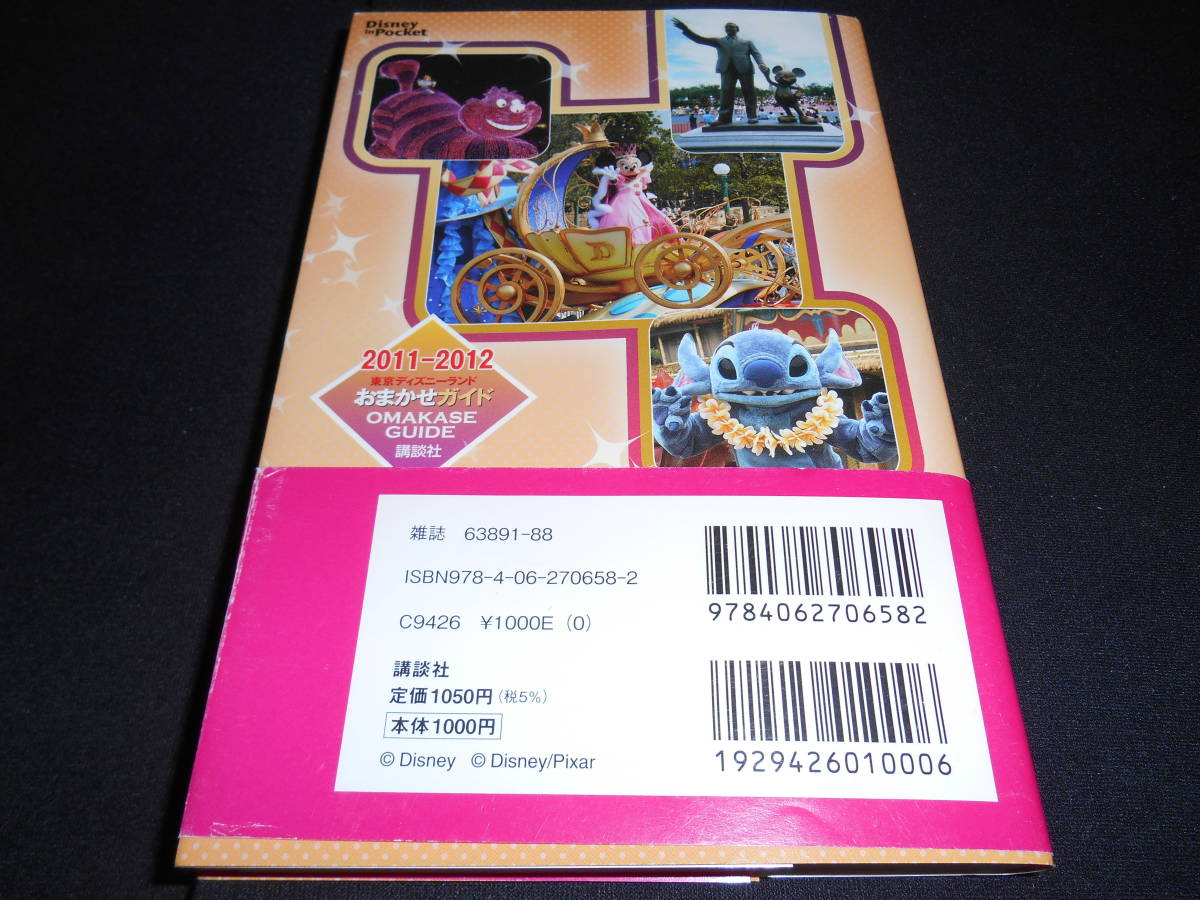 Disney
in Pocket
D
2011-2012
東京ディズニーランド
おまかせガイド
OMAKASE
GUIDE
講談社
雑誌 63891-88
ISBN978-4-06-270658-2
C9426 ¥1000E (0)
講談社
定価1050円(税5%)
本体1000円
© Disney © Disney/Pixar
9784062706582
1929426010006